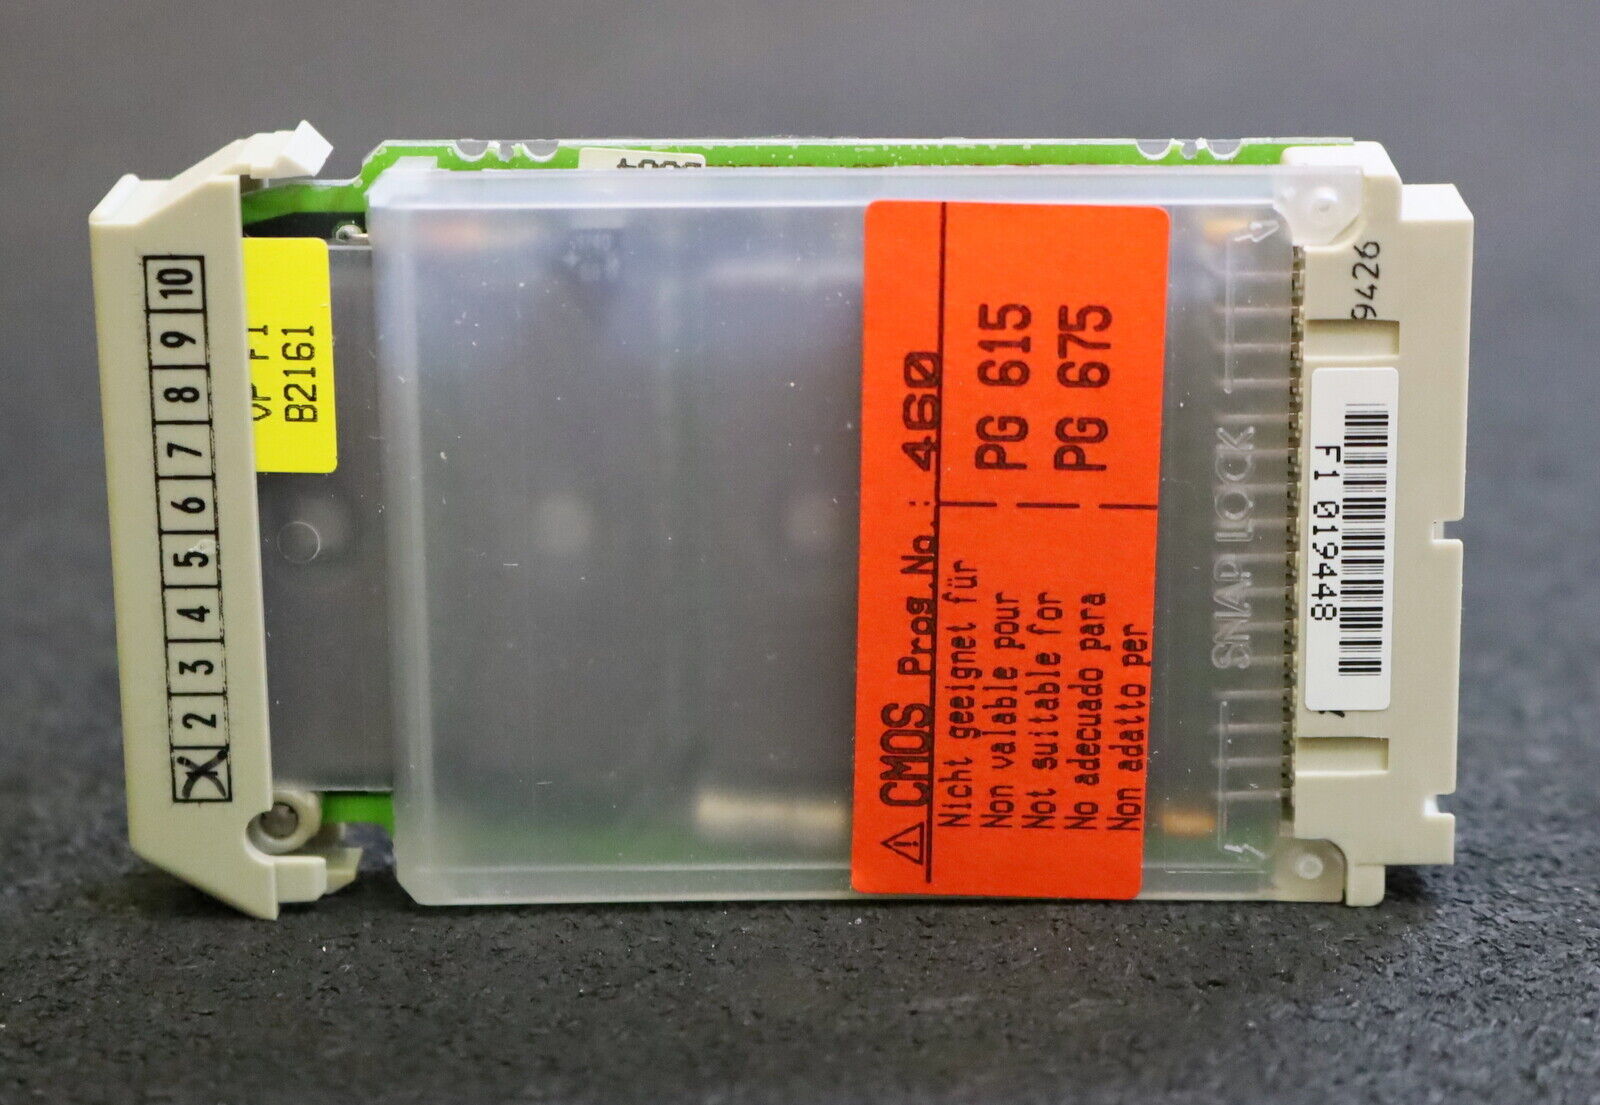 10
9
8
7
6
5
4
3
2
B2161
⚠ CMOS Prog.No.: 460
Nicht geeignet für
Non valable pour
Not suitable for
No adecuado para
Non adatto per
PG 615
PG 675
SNAP LOCK
9426
F1 019448